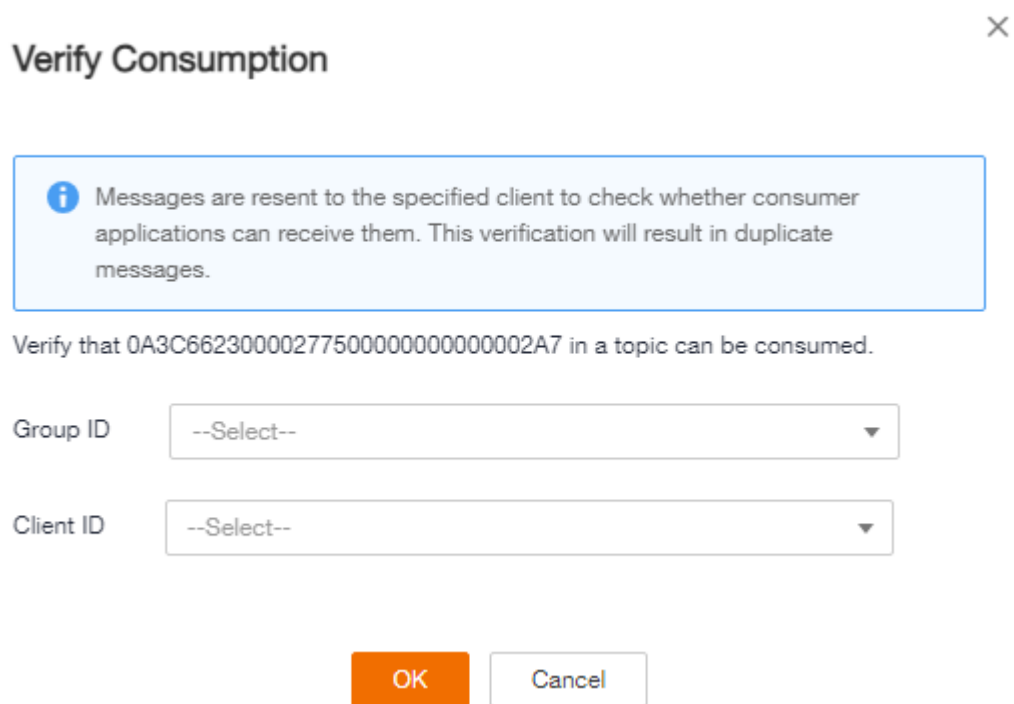 Verify Consumption
Messages are resent to the specified client to check whether consumer
applications can receive them. This verification will result in duplicate
messages.
Verify that 0A3C66230000277500000000000002A7 in a topic can be consumed.
Group ID
--Select--
Client ID
--Select--
OK
Cancel